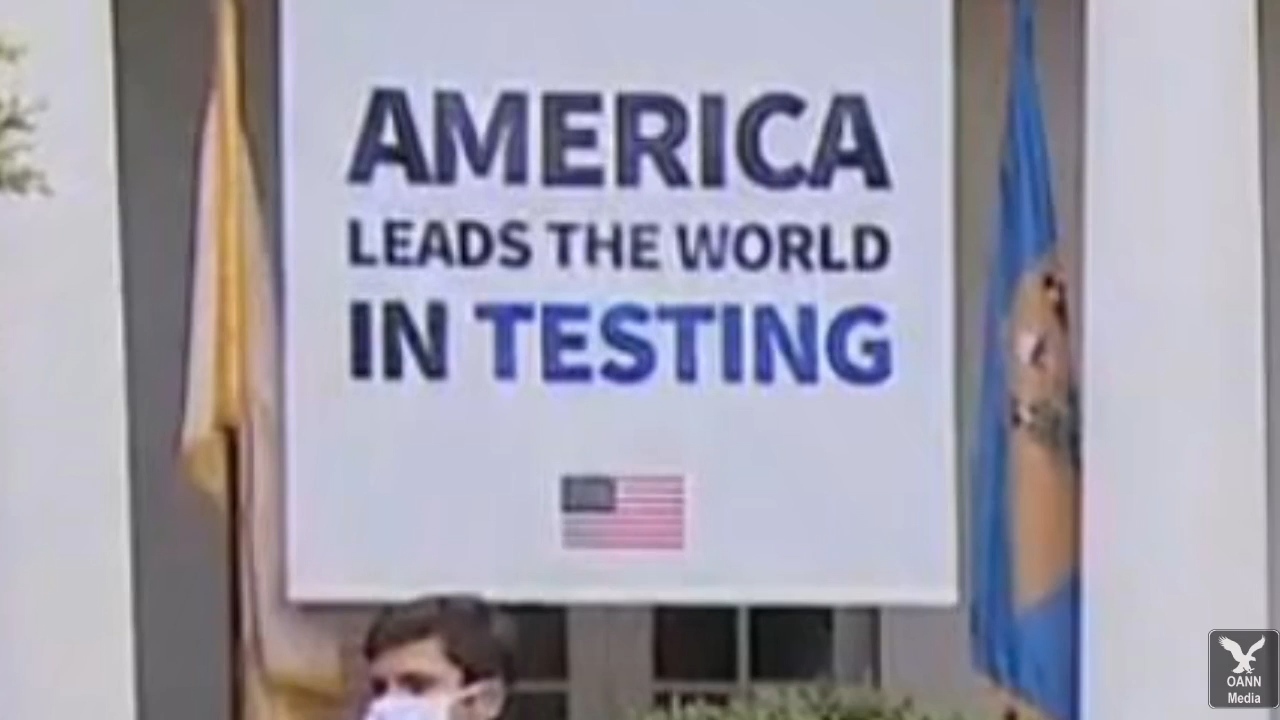 AMERICA
LEADS THE WORLD
IN TESTING
OANN
Media